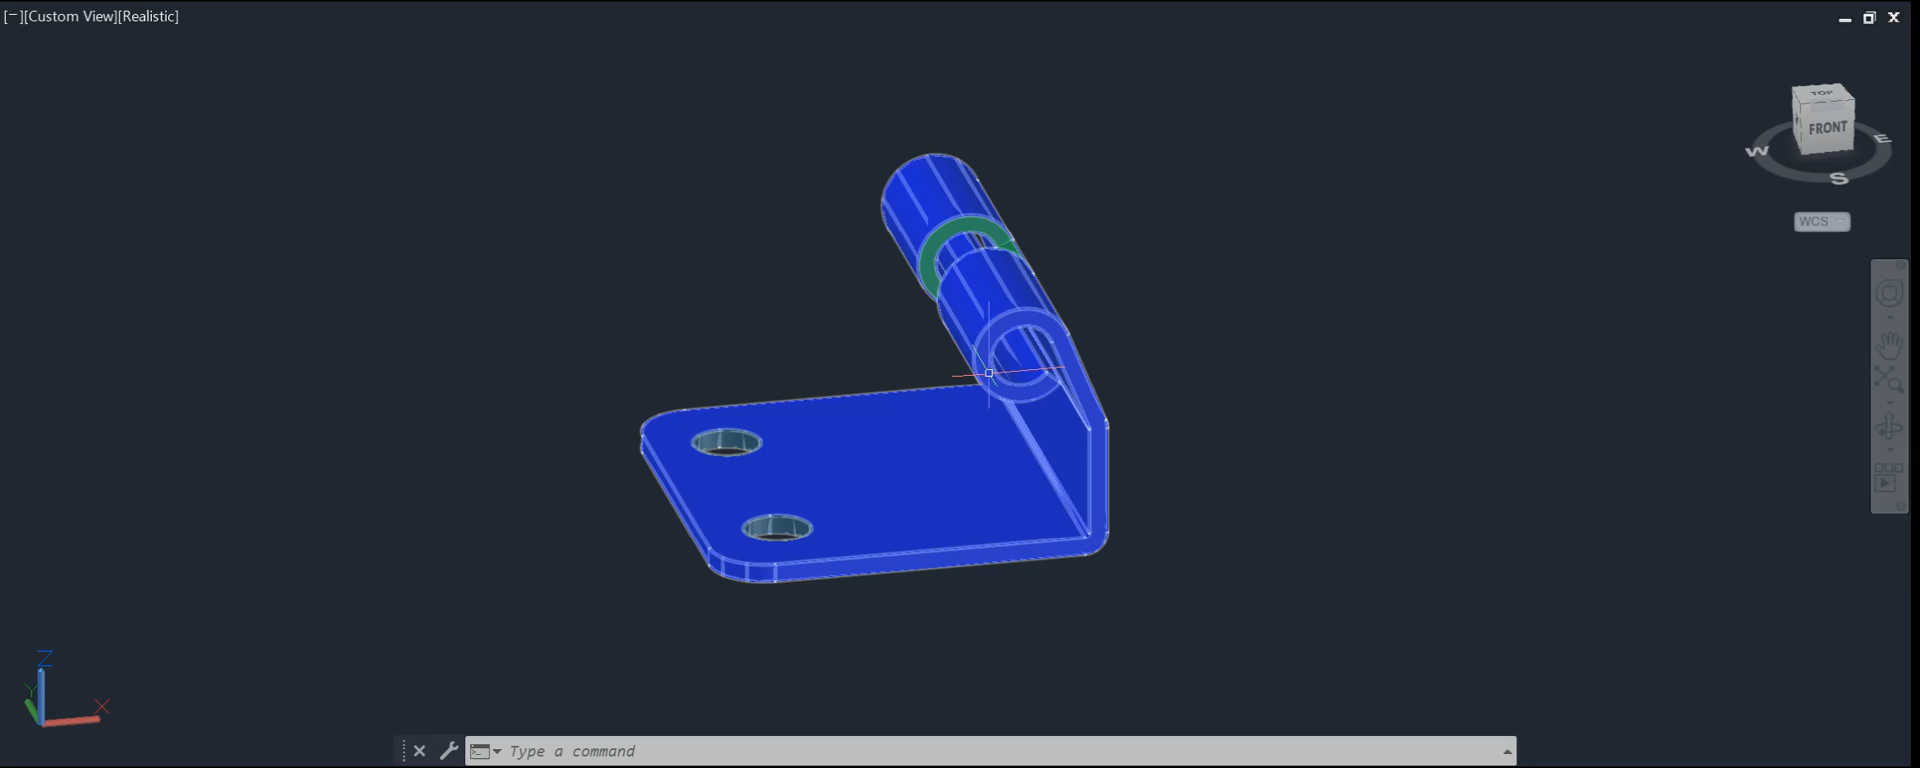 [−][Custom View][Realistic]
TOP
FRONT
W
E
S
WCS
Z
Y
X
Type a command